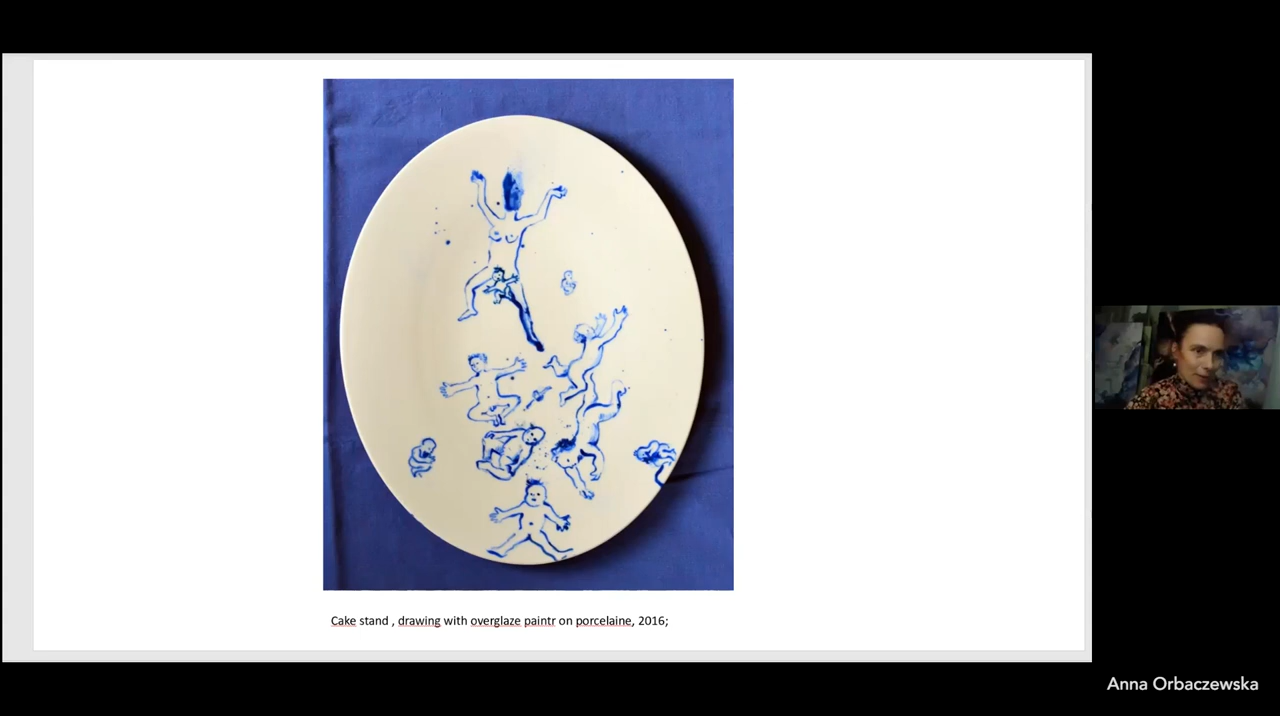 Cake stand , drawing with overglaze paintr on porcelaine, 2016;
Anna Orbaczewska